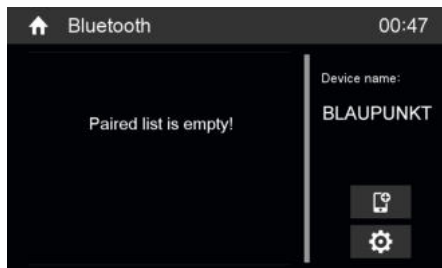 Bluetooth
00:47
Paired list is empty!
Device name:
BLAUPUNKT